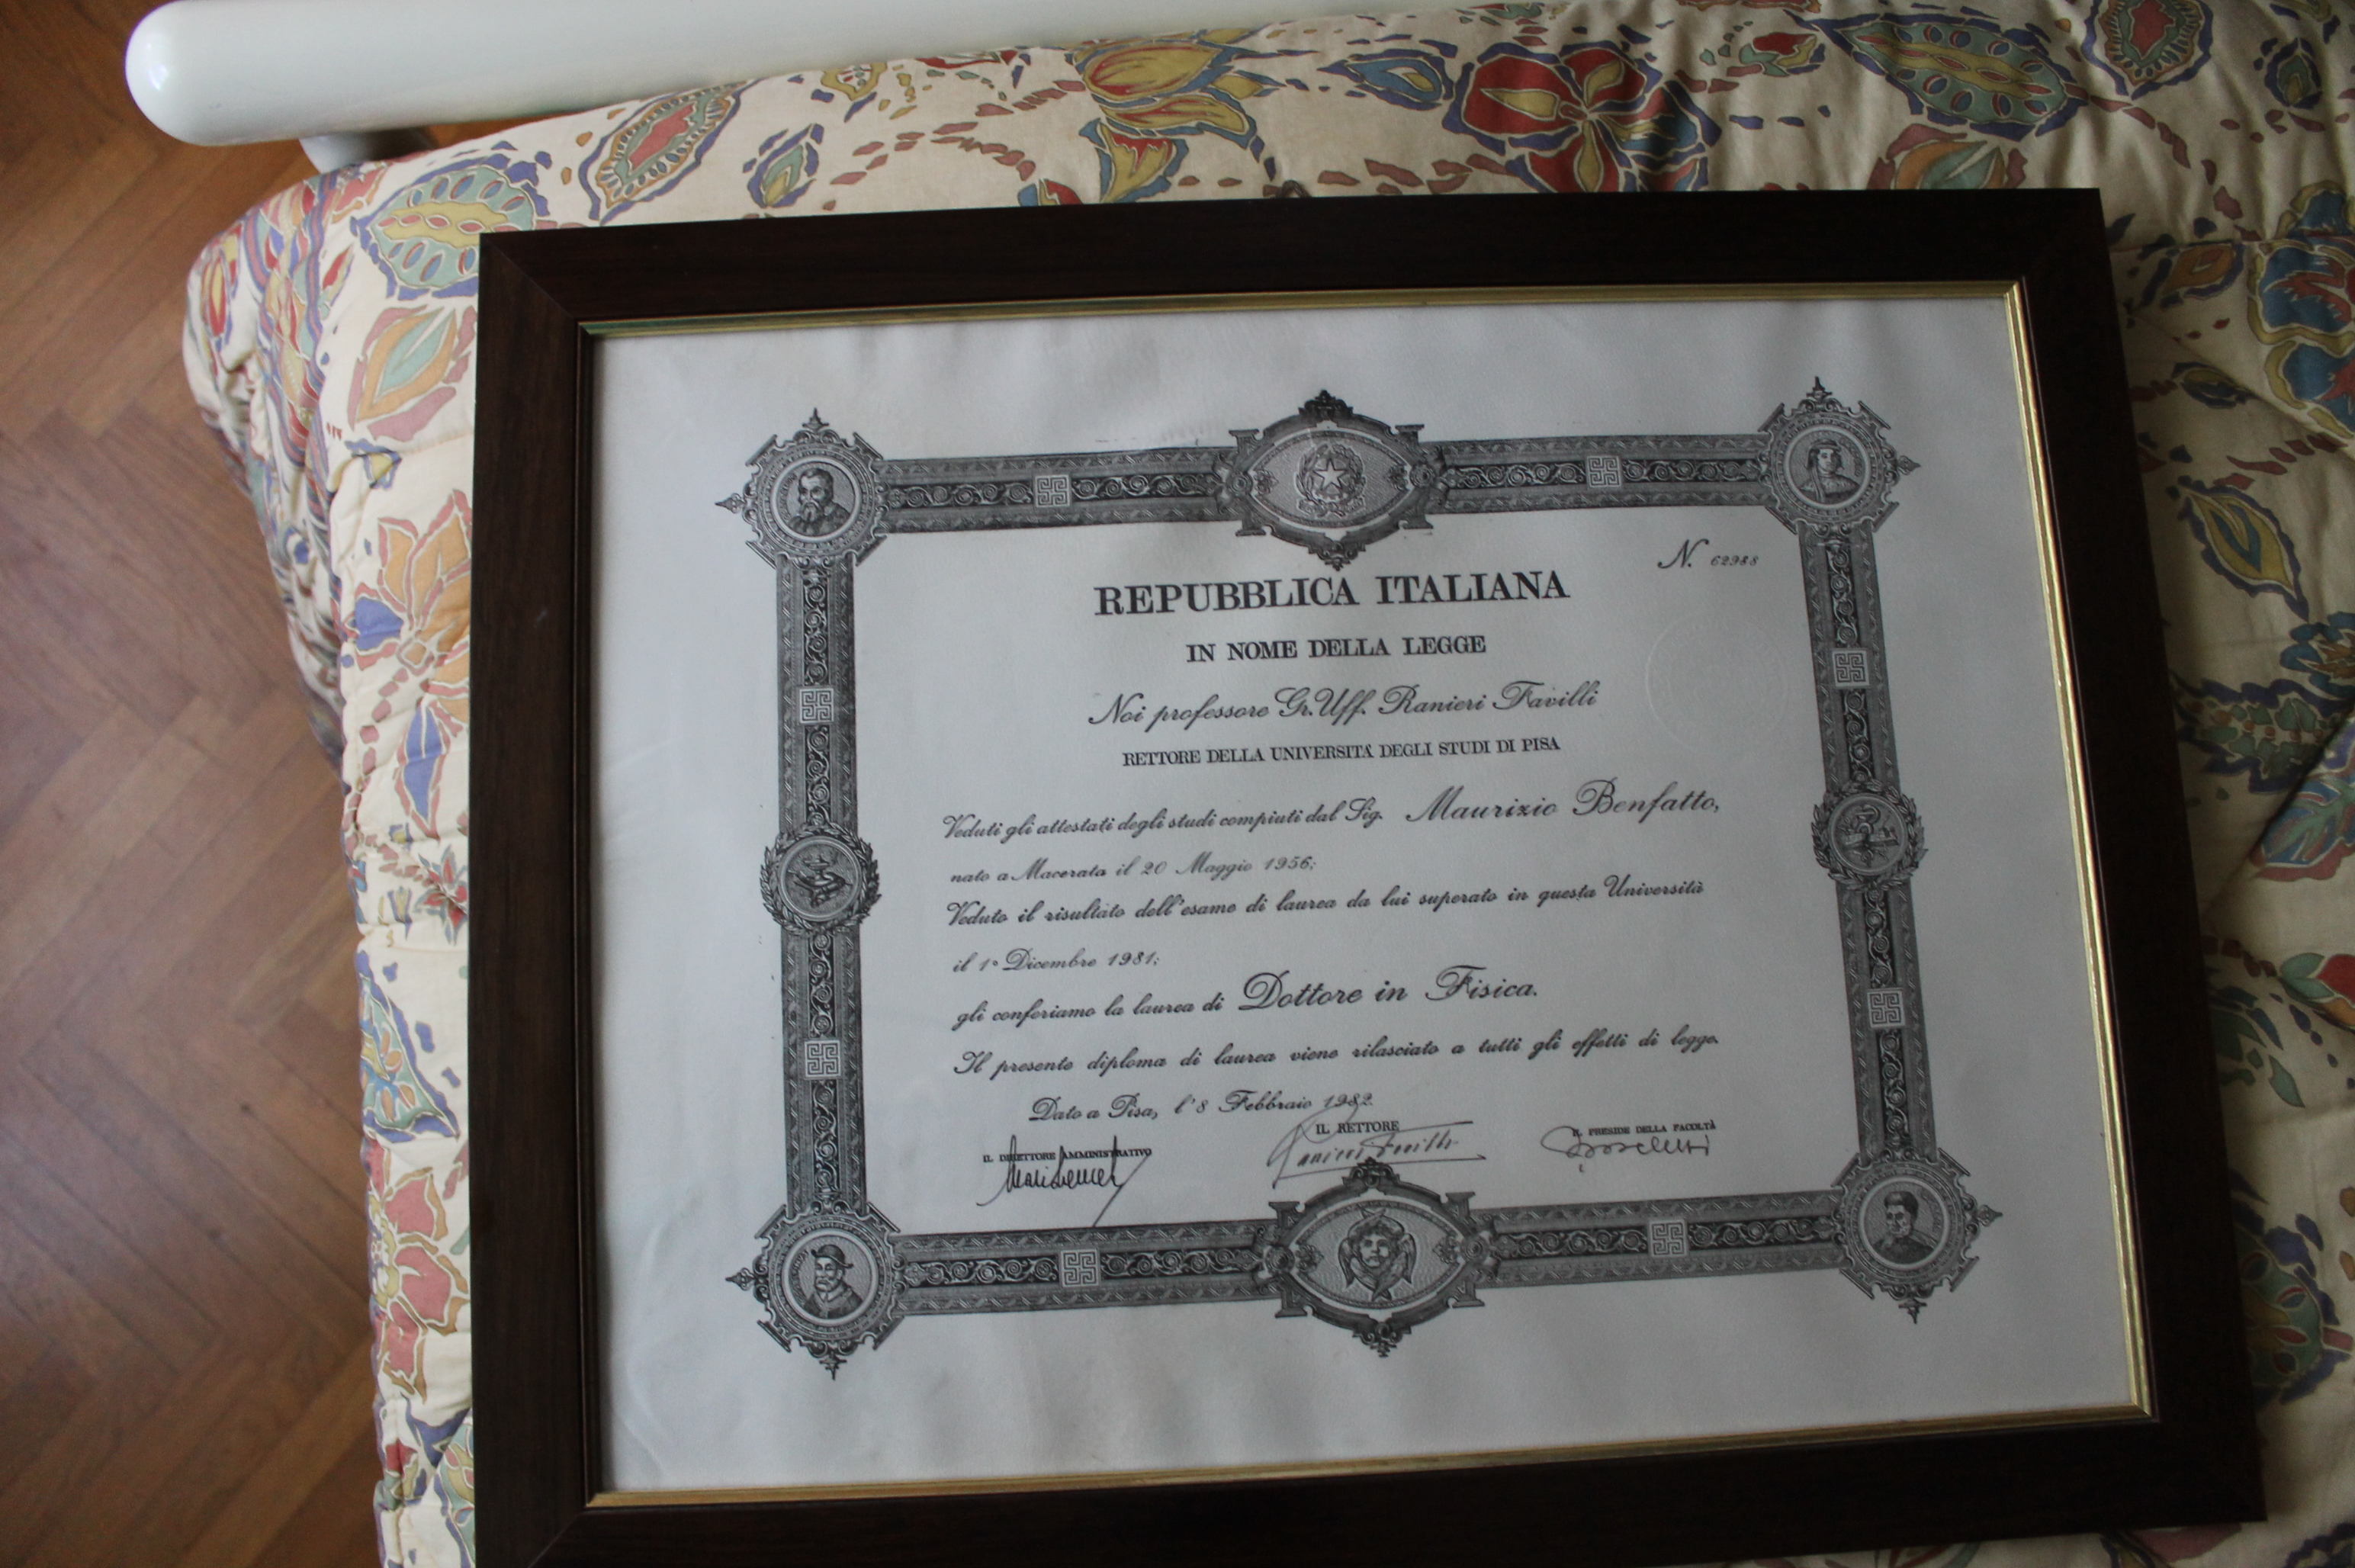 N. 62988
REPUBBLICA ITALIANA
IN NOME DELLA LEGGE
Noi professore Gr. Uff. Ranieri Favilli
RETTORE DELLA UNIVERSITÀ DEGLI STUDI DI PISA
Veduti gli attestati degli studi compiuti dal Sig. Maurizio Benfatto,
nato a Macerata il 20 Maggio 1956;
Veduto il risultato dell'esame di laurea da lui superato in questa Università
il 1° Dicembre 1981;
gli conferiamo la laurea di Dottore in Fisica.
Il presente diploma di laurea viene rilasciato a tutti gli effetti di legge.
Dato a Pisa, l'8 Febbraio 1982
IL DIRETTORE AMMINISTRATIVO
IL RETTORE
IL PRESIDE DELLA FACOLTÀ